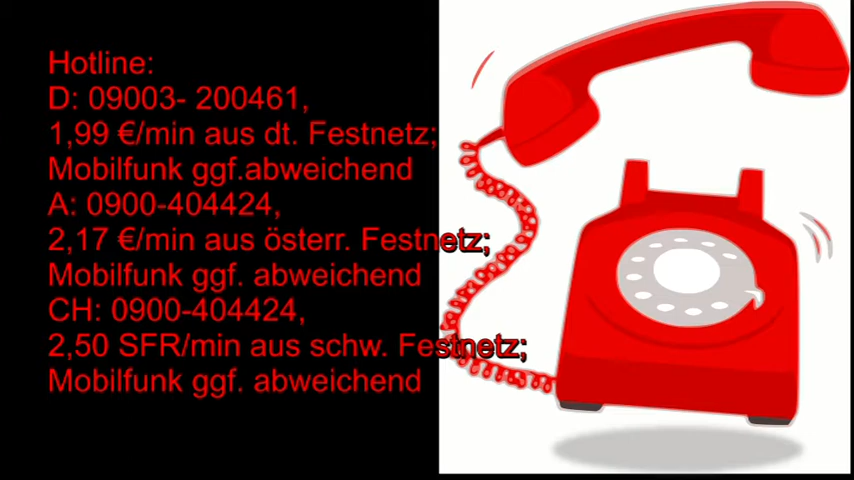 Hotline:
D: 09003- 200461,
1,99 €/min aus dt. Festnetz;
Mobilfunk ggf.abweichend
A: 0900-404424,
2,17 €/min aus österr. Festnetz;
Mobilfunk ggf. abweichend
CH: 0900-404424,
2,50 SFR/min aus schw. Festnetz;
Mobilfunk ggf. abweichend